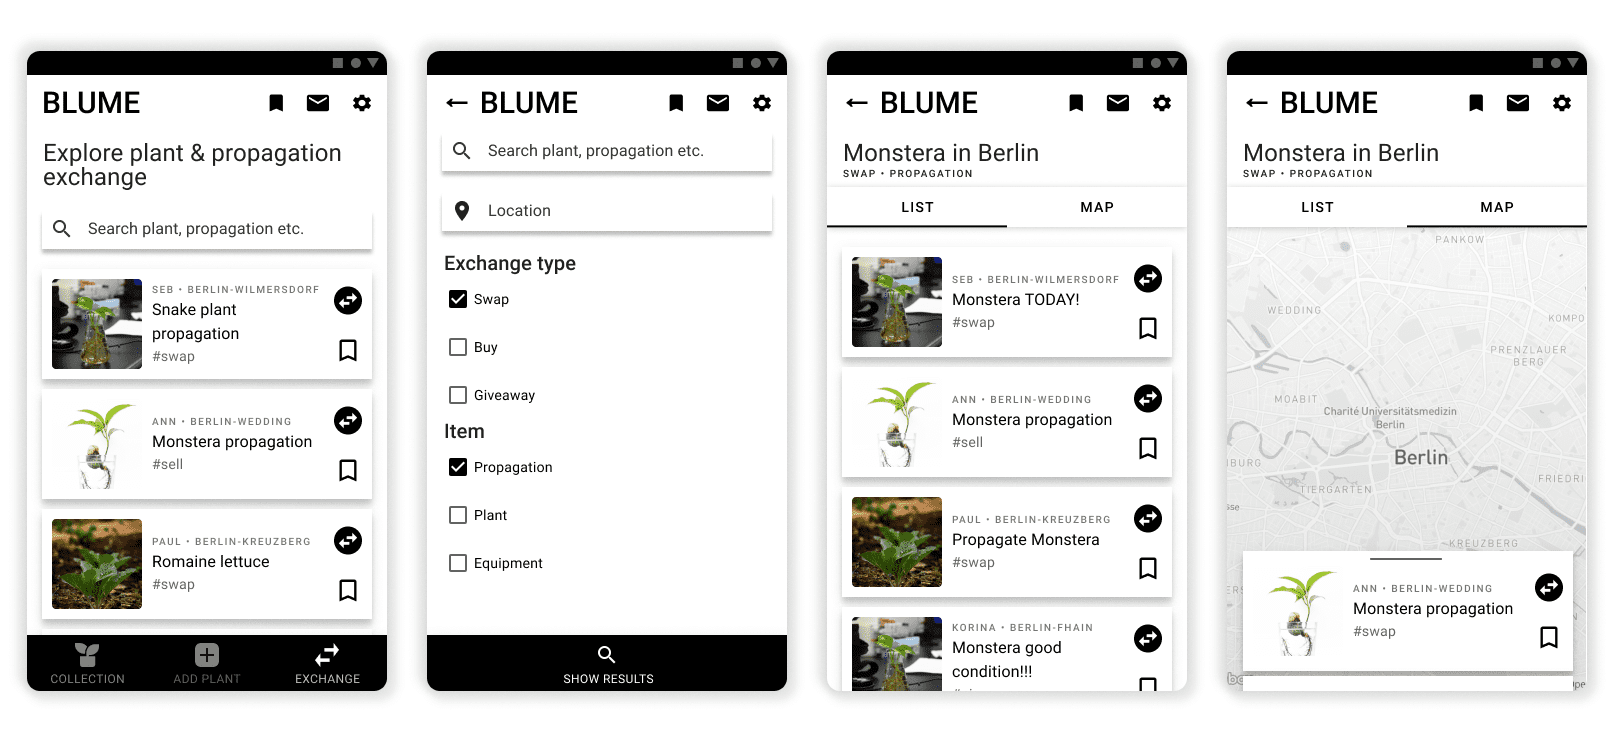 BLUME
Explore plant & propagation
exchange
Search plant, propagation etc.
SEB • BERLIN-WILMERSDORF
Snake plant
propagation
#swap
ANN • BERLIN-WEDDING
Monstera propagation
#sell
PAUL • BERLIN-KREUZBERG
Romaine lettuce
#swap
COLLECTION
ADD PLANT
EXCHANGE
BLUME
Search plant, propagation etc.
Location
Exchange type
Swap
Buy
Giveaway
Item
Propagation
Plant
Equipment
SHOW RESULTS
BLUME
Monstera in Berlin
SWAP • PROPAGATION
LIST
MAP
SEB • BERLIN-WILMERSDORF
Monstera TODAY!
#swap
ANN • BERLIN-WEDDING
Monstera propagation
#sell
PAUL • BERLIN-KREUZBERG
Propagate Monstera
#swap
KORINA • BERLIN-FHAIN
Monstera good
condition!!!
BLUME
Monstera in Berlin
SWAP • PROPAGATION
LIST
MAP
PANKOW
WEDDING
KOMPO
PRENZLAUER
BERG
MOABIT
Charité Universitätsmedizin
Berlin
Berlin
BURG
FRIEDRI
TIERGARTEN
sse
KREUZBERG
ANN • BERLIN-WEDDING
Monstera propagation
#swap